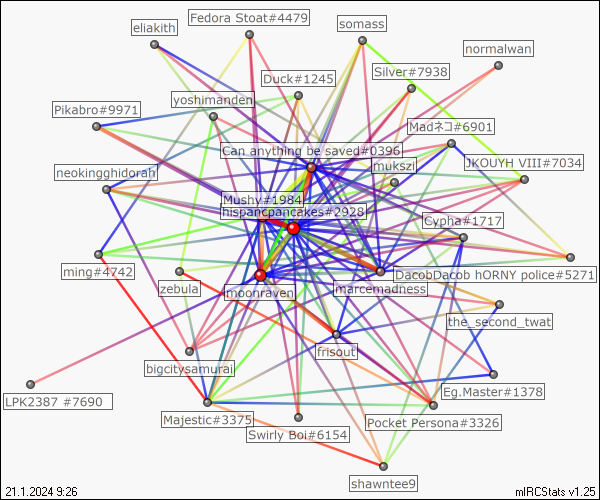 Fedora Stoat#4479
eliakith
somass
normalwan
Silver#7938
Duck#1245
yoshimanden
Pikabro#9971
Madネコ#6901
Can anything be saved#0396
JKOUYH VIII#7034
mukszi
neokingghidorah
Mushy#1984
hispancpancakes#2928
Cypha#1717
ming#4742
DacobDacob hORNY police#5271
zebula
moonraven
marcemadness
the_second_twat
frisout
bigcitysamurai
Eg.Master#1378
LPK2387 #7690
Majestic#3375
Pocket Persona#3326
Swirly Boi#6154
shawntee9
21.1.2024 9:26
mIRCStats v1.25